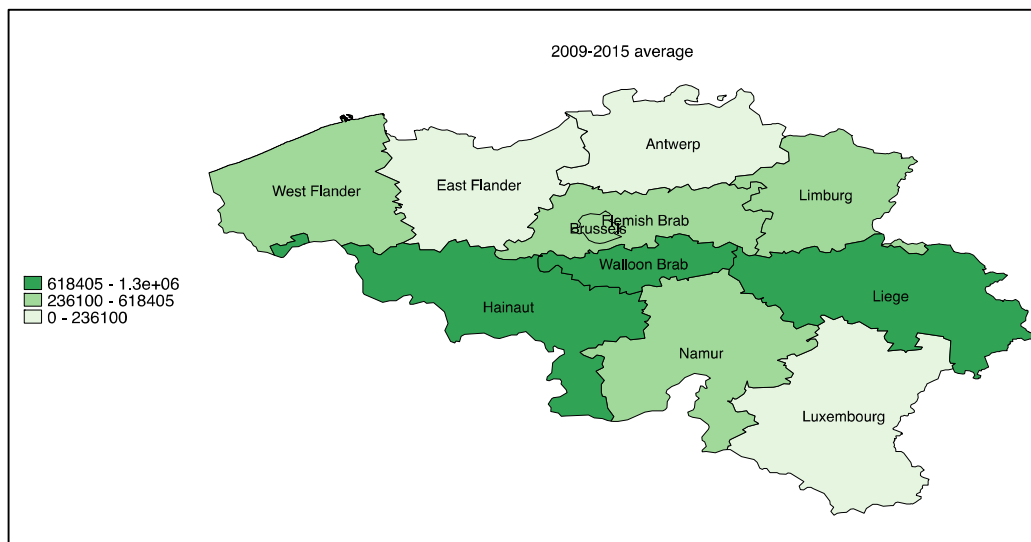 2009-2015 average
Antwerp
East Flander
West Flander
Limburg
Flemish Brab
Brussels
Walloon Brab
618405 - 1.3e+06
236100 - 618405
0 - 236100
Liege
Hainaut
Namur
Luxembourg